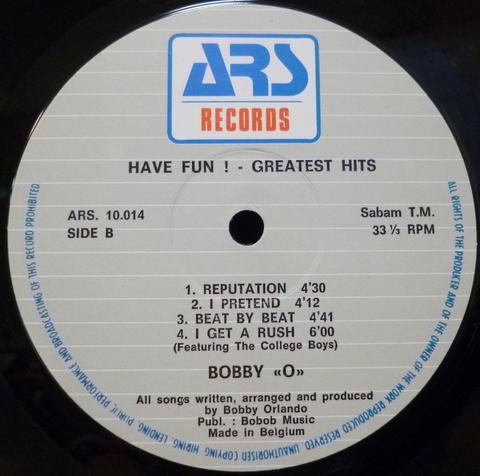 ARS
RECORDS
HAVE FUN ! - GREATEST HITS
ARS. 10.014
SIDE B
Sabam T.M.
33 ⅓ RPM
1. REPUTATION 4'30
2. I PRETEND 4'12
3. BEAT BY BEAT 4'41
4. I GET A RUSH 6'00
(Featuring The College Boys)
BOBBY «O»
All songs written, arranged and produced
by Bobby Orlando
Publ. : Bobob Music
Made in Belgium
ALL RIGHTS OF THE PRODUCER AND OF THE OWNER OF THE WORK REPRODUCED RESERVED. UNAUTHORISED COPYING, HIRING, LENDING, PUBLIC PERFORMANCE AND BROADCASTING OF THIS RECORD PROHIBITED